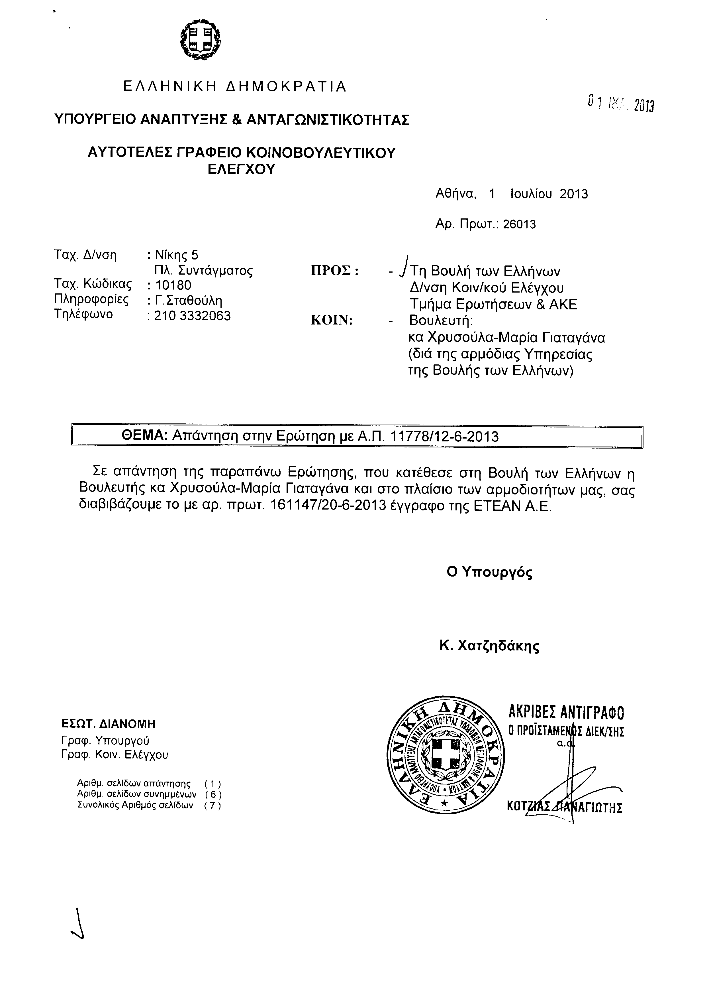 ΕΛΛΗΝΙΚΗ ΔΗΜΟΚΡΑΤΙΑ
01 2013
ΥΠΟΥΡΓΕΙΟ ΑΝΑΠΤΥΞΗΣ & ΑΝΤΑΓΩΝΙΣΤΙΚΟΤΗΤΑΣ
ΑΥΤΟΤΕΛΕΣ ΓΡΑΦΕΙΟ ΚΟΙΝΟΒΟΥΛΕΥΤΙΚΟΥ
ΕΛΕΓΧΟΥ
Αθήνα, 1 Ιουλίου 2013
Αρ. Πρωτ.: 26013
Ταχ. Δ/νση : Νίκης 5
Πλ. Συντάγματος
Ταχ. Κώδικας : 10180
Πληροφορίες : Γ.Σταθούλη
Τηλέφωνο : 210 3332063
ΠΡΟΣ : - Τη Βουλή των Ελλήνων
Δ/νση Κοιν/κού Ελέγχου
Τμήμα Ερωτήσεων & ΑΚΕ
ΚΟΙΝ: - Βουλευτή:
κα Χρυσούλα-Μαρία Γιαταγάνα
(διά της αρμόδιας Υπηρεσίας
της Βουλής των Ελλήνων)
ΘΕΜΑ: Απάντηση στην Ερώτηση με Α.Π. 11778/12-6-2013
Σε απάντηση της παραπάνω Ερώτησης, που κατέθεσε στη Βουλή των Ελλήνων η
Βουλευτής κα Χρυσούλα-Μαρία Γιαταγάνα και στο πλαίσιο των αρμοδιοτήτων μας, σας
διαβιβάζουμε το με αρ. πρωτ. 161147/20-6-2013 έγγραφο της ΕΤΕΑΝ Α.Ε.
Ο Υπουργός
Κ. Χατζηδάκης
ΕΣΩΤ. ΔΙΑΝΟΜΗ
Γραφ. Υπουργού
Γραφ. Κοιν. Ελέγχου
Αριθμ. σελίδων απάντησης ( 1 )
Αριθμ. σελίδων συνημμένων ( 6 )
Συνολικός Αριθμός σελίδων ( 7 )
ΕΛΛΗΝΙΚΗ ΔΗΜΟΚΡΑΤΙΑ
ΥΠΟΥΡΓΕΙΟ ΑΝΑΠΤΥΞΗΣ ΑΝΤΑΓΩΝΙΣΤΙΚΟΤΗΤΑΣ ΥΠΟΔΟΜΩΝ ΜΕΤΑΦΟΡΩΝ & ΔΙΚΤΥΩΝ
ΑΚΡΙΒΕΣ ΑΝΤΙΓΡΑΦΟ
Ο ΠΡΟΪΣΤΑΜΕΝΟΣ ΔΙΕΚ/ΣΗΣ
α.α.
ΚΟΤΖΙΑΣ ΠΑΝΑΓΙΩΤΗΣ